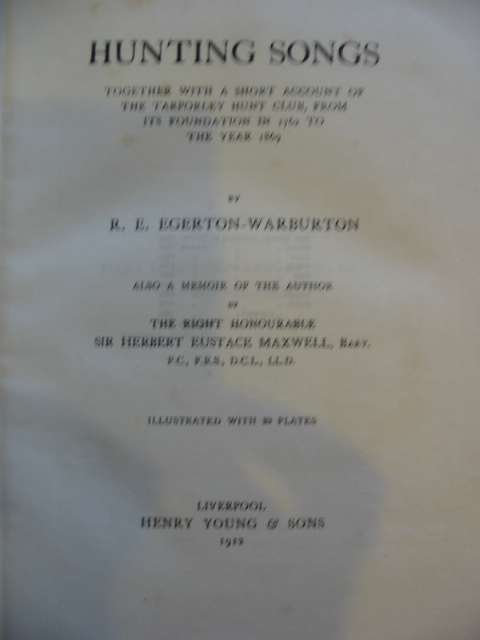 HUNTING SONGS
TOGETHER WITH A SHORT ACCOUNT OF
THE TARPORLEY HUNT CLUB, FROM
ITS FOUNDATION IN 1762 TO
THE YEAR 1869
BY
R. E. EGERTON-WARBURTON
ALSO A MEMOIR OF THE AUTHOR
BY
THE RIGHT HONOURABLE
SIR HERBERT EUSTACE MAXWELL, BART.
P.C., F.R.S., D.C.L., LL.D.
ILLUSTRATED WITH PLATES
LIVERPOOL
HENRY YOUNG & SONS
1912